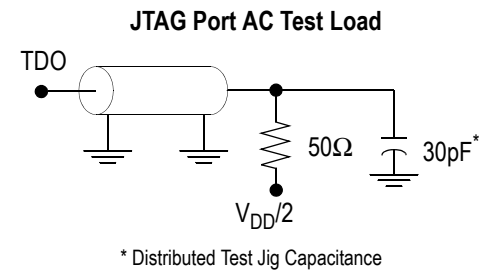 JTAG Port AC Test Load
TDO
50Ω
30pF*
VDD/2
* Distributed Test Jig Capacitance